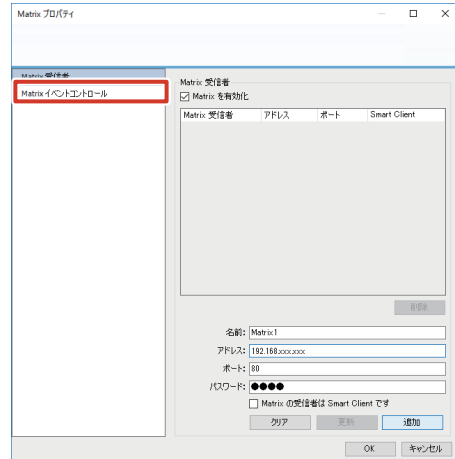 Matrix プロパティ
Matrix 受信者
Matrix イベントコントロール
Matrix 受信者
Matrix を有効化
Matrix 受信者 アドレス ポート Smart Client
削除
名前: Matrix1
アドレス: 192.168.xxx.xxx
ポート: 80
パスワード: ●●●●
Matrix の受信者は Smart Client です
クリア 更新 追加
OK キャンセル